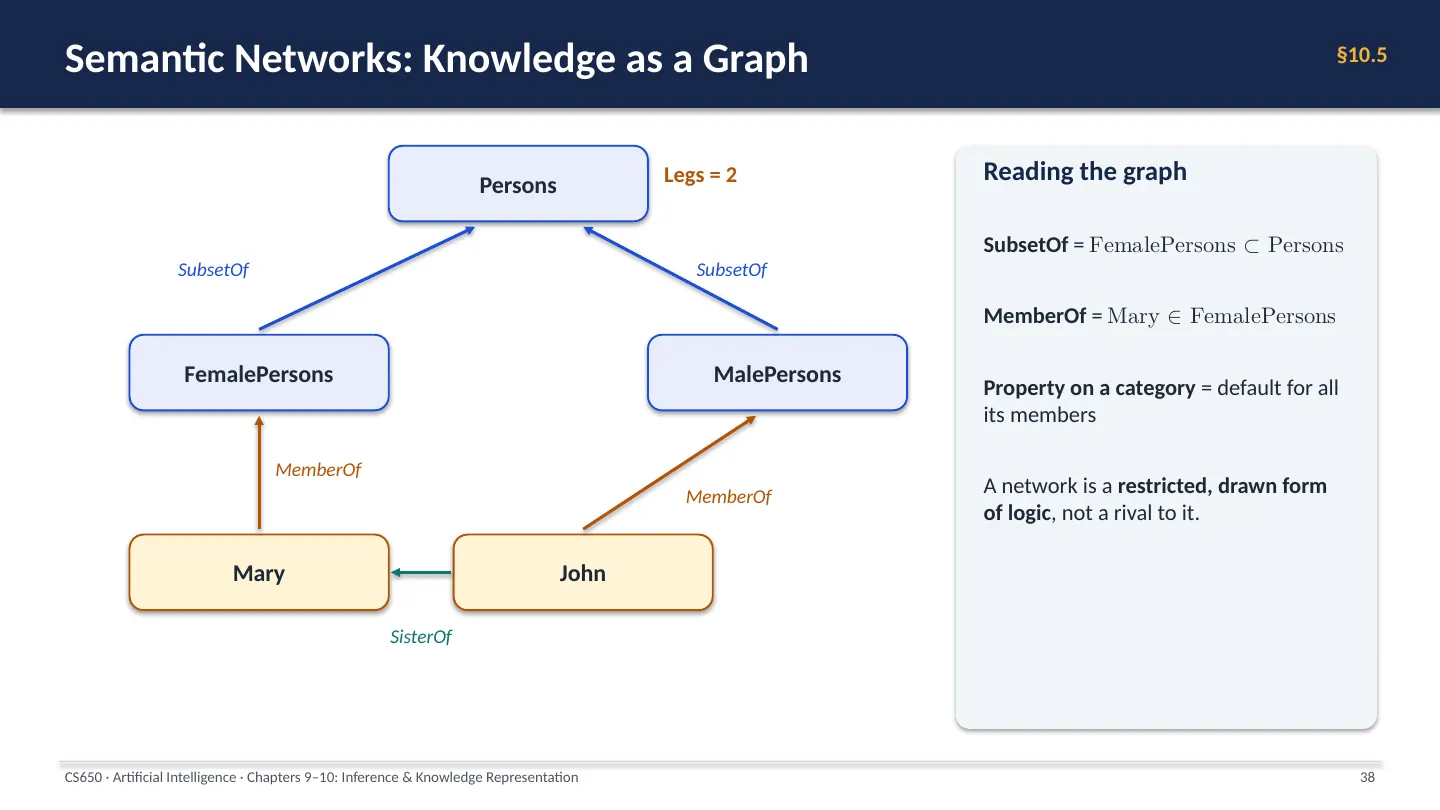 Semantic Networks: Knowledge as a Graph
§10.5
Persons
Legs = 2
SubsetOf
SubsetOf
FemalePersons
MalePersons
MemberOf
MemberOf
Mary
John
SisterOf
Reading the graph
SubsetOf = FemalePersons ⊂ Persons
MemberOf = Mary ∈ FemalePersons
Property on a category = default for all
its members
A network is a restricted, drawn form
of logic, not a rival to it.
CS650 · Artificial Intelligence · Chapters 9–10: Inference & Knowledge Representation
38